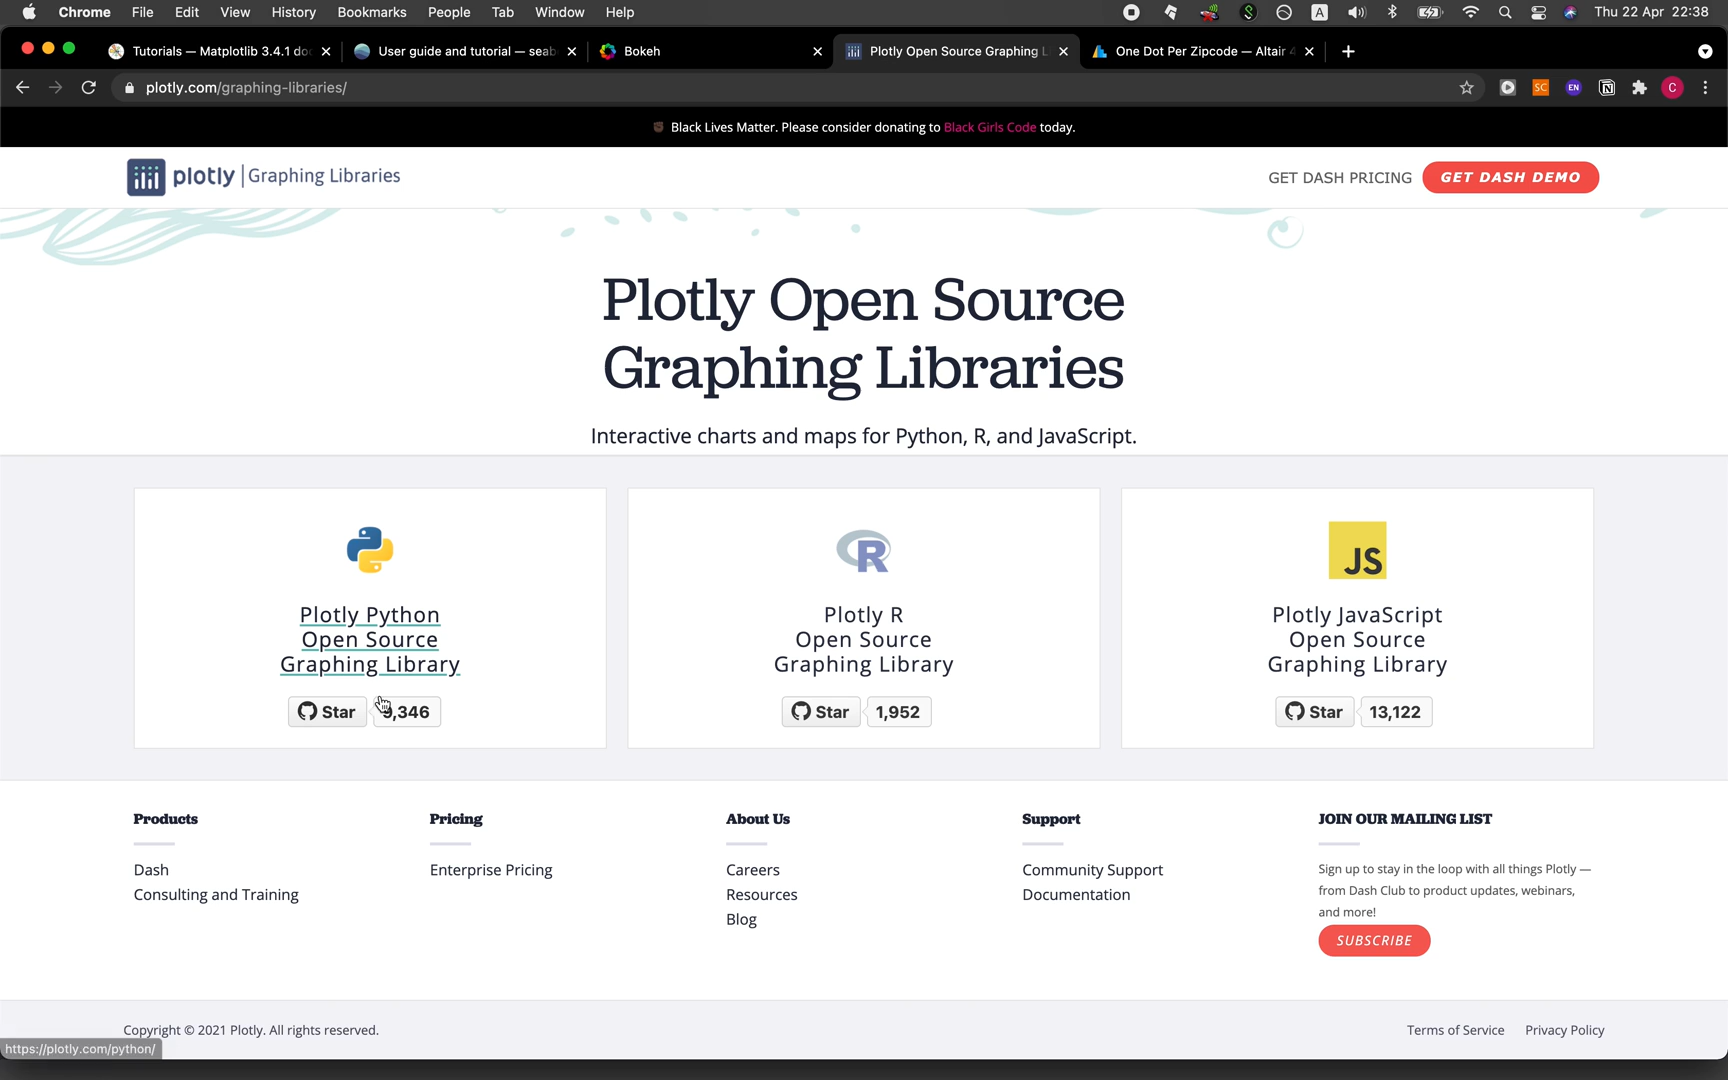 Chrome File Edit View History Bookmarks People Tab Window Help A Thu 22 Apr 22:38
Tutorials — Matplotlib 3.4.1 do User guide and tutorial — seab Bokeh Plotly Open Source Graphing L One Dot Per Zipcode — Altair 4
plotly.com/graphing-libraries/ SC EN N C
Black Lives Matter. Please consider donating to Black Girls Code today.
plotly | Graphing Libraries GET DASH PRICING GET DASH DEMO
Plotly Open Source
Graphing Libraries
Interactive charts and maps for Python, R, and JavaScript.
Plotly Python
Open Source
Graphing Library
Star 9,346
R
Plotly R
Open Source
Graphing Library
Star 1,952
JS
Plotly JavaScript
Open Source
Graphing Library
Star 13,122
Products
Dash
Consulting and Training
Pricing
Enterprise Pricing
About Us
Careers
Resources
Blog
Support
Community Support
Documentation
JOIN OUR MAILING LIST
Sign up to stay in the loop with all things Plotly —
from Dash Club to product updates, webinars,
and more!
SUBSCRIBE
Copyright © 2021 Plotly. All rights reserved. Terms of Service Privacy Policy
https://plotly.com/python/